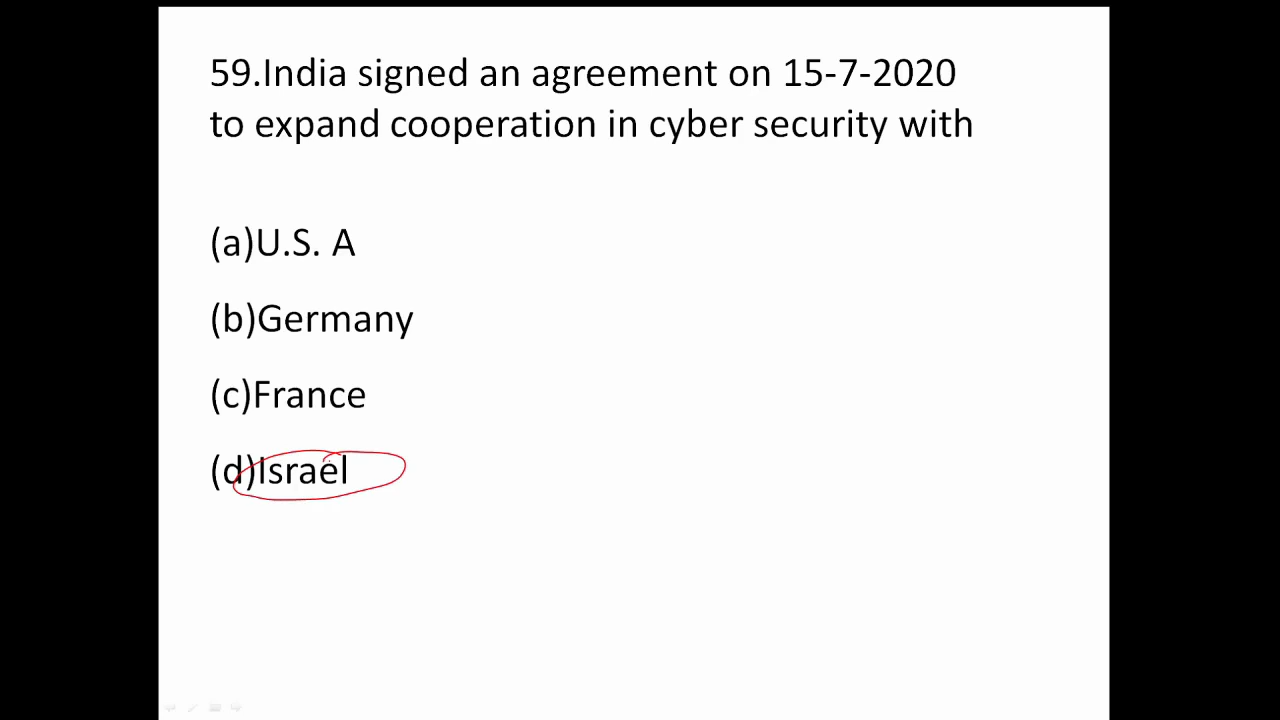 59.India signed an agreement on 15-7-2020
to expand cooperation in cyber security with
(a)U.S. A
(b)Germany
(c)France
(d)Israel